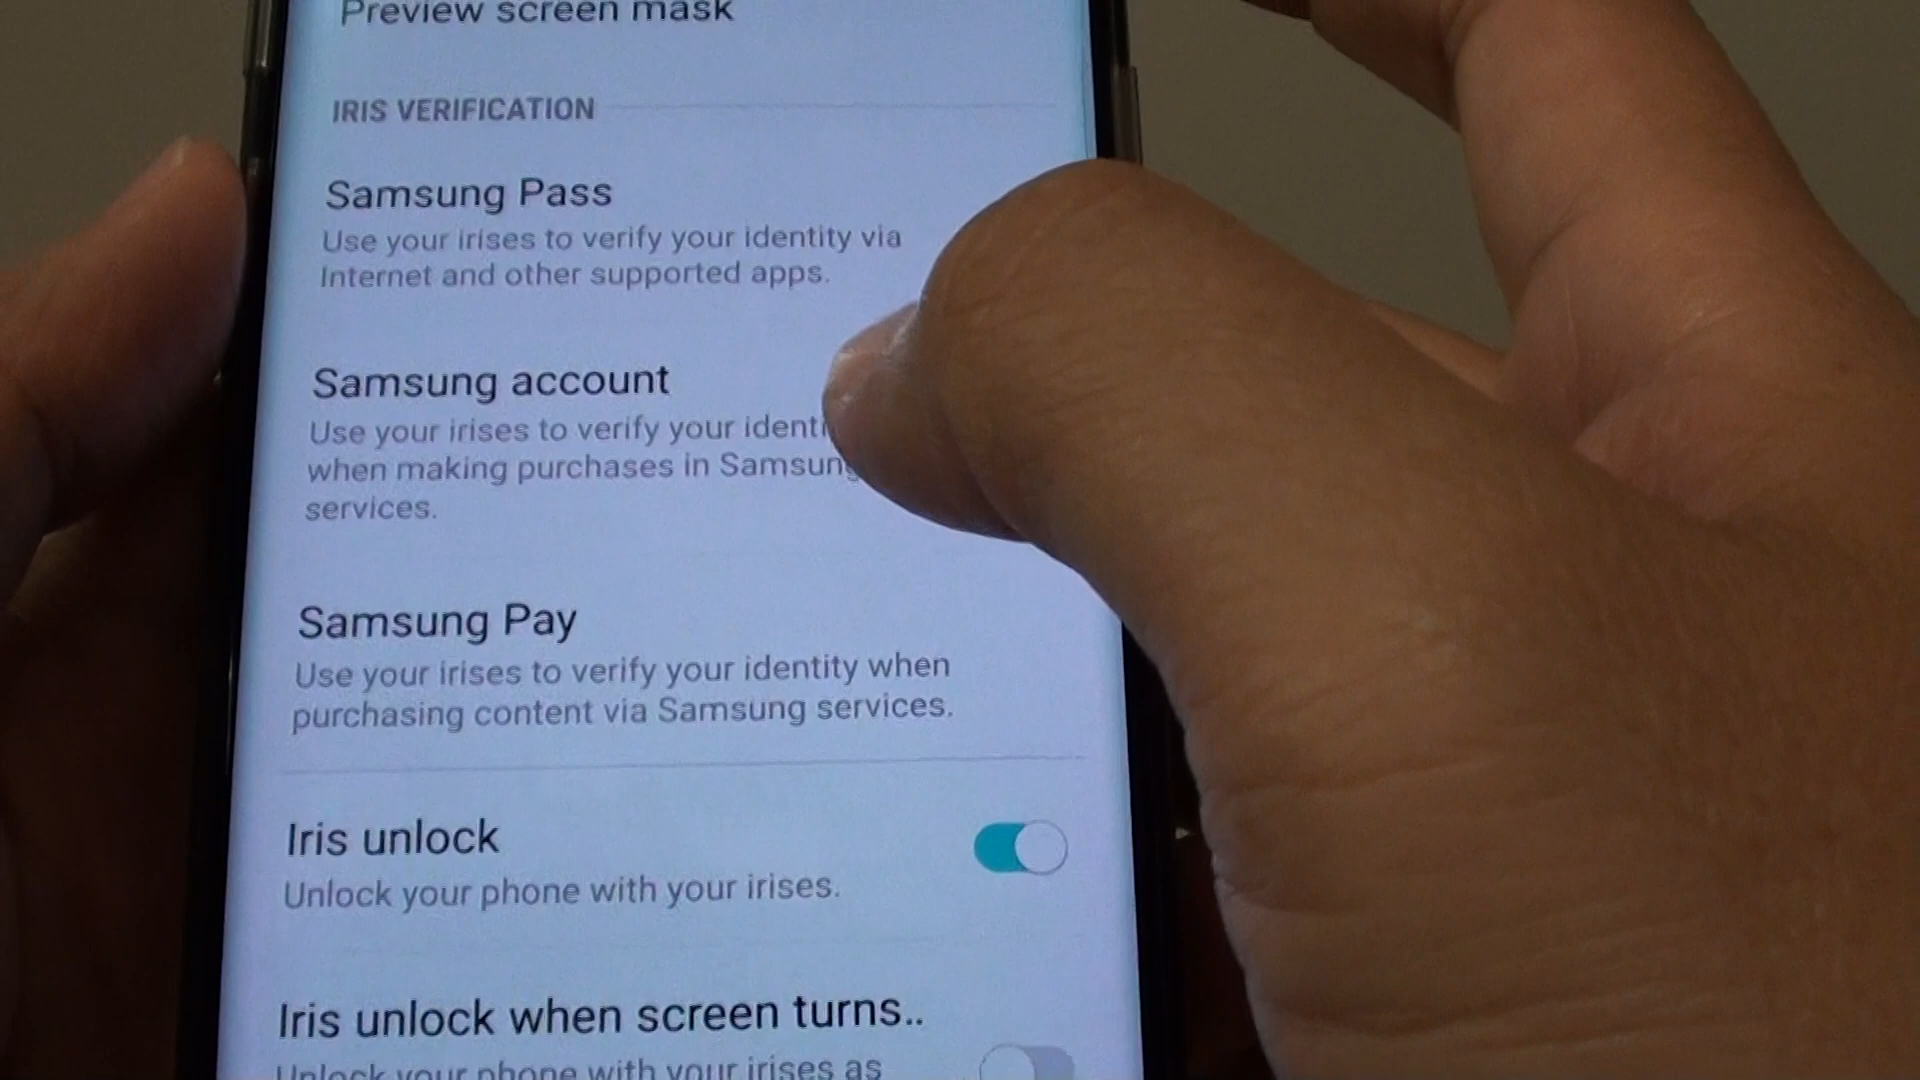 Preview screen mask
IRIS VERIFICATION
Samsung Pass
Use your irises to verify your identity via
Internet and other supported apps.
Samsung account
Use your irises to verify your
when making purchases in
services.
Samsung Pay
Use your irises to verify your identity when
purchasing content via Samsung services.
Iris unlock
Unlock your phone with your irises.
Iris unlock when screen turns..
Unlock your phone with your irises as